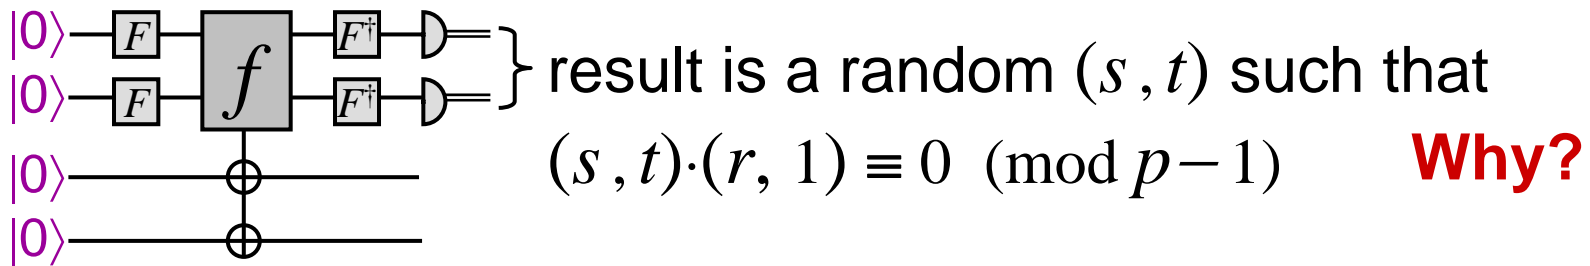 |0⟩ F F†
|0⟩ F f F†
|0⟩
|0⟩
result is a random (s , t) such that
(s , t)·(r, 1) ≡ 0 (mod p − 1) Why?